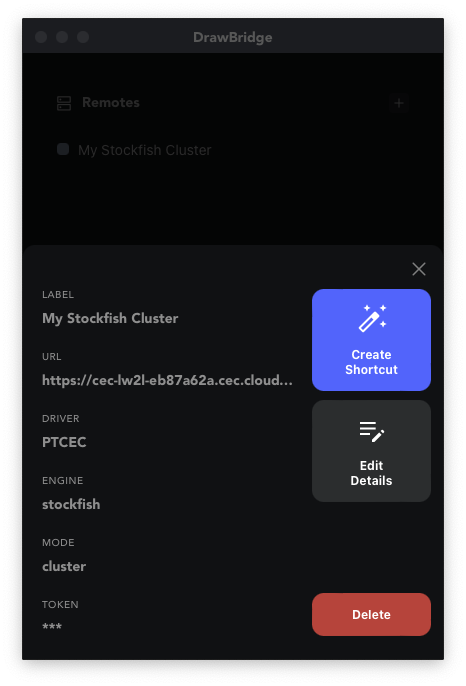 DrawBridge
Remotes
+
My Stockfish Cluster
LABEL
My Stockfish Cluster
URL
https://cec-lw2l-eb87a62a.cec.cloud...
DRIVER
PTCEC
ENGINE
stockfish
MODE
cluster
TOKEN
***
Create
Shortcut
Edit
Details
Delete